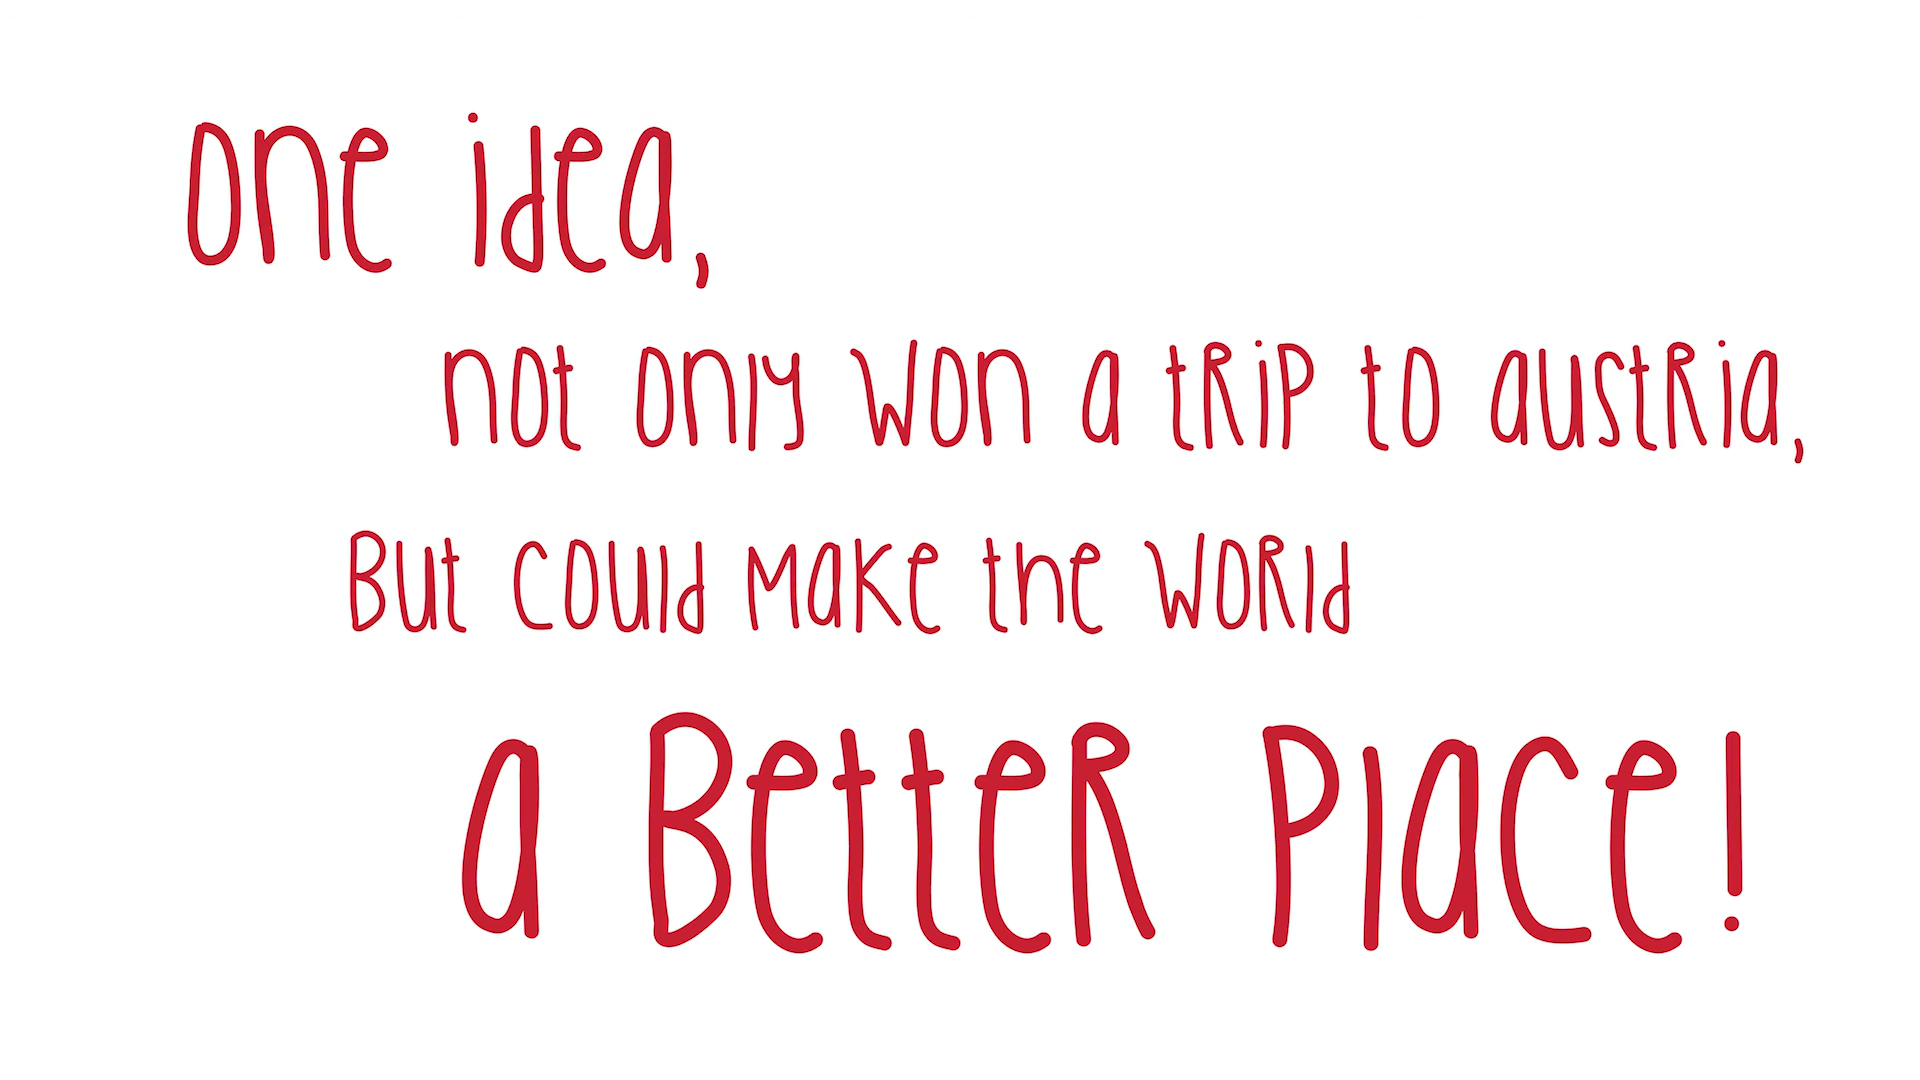 one idea,
not only won a tRiP to austRia,
But could Make the WORld
a BetteR Place!